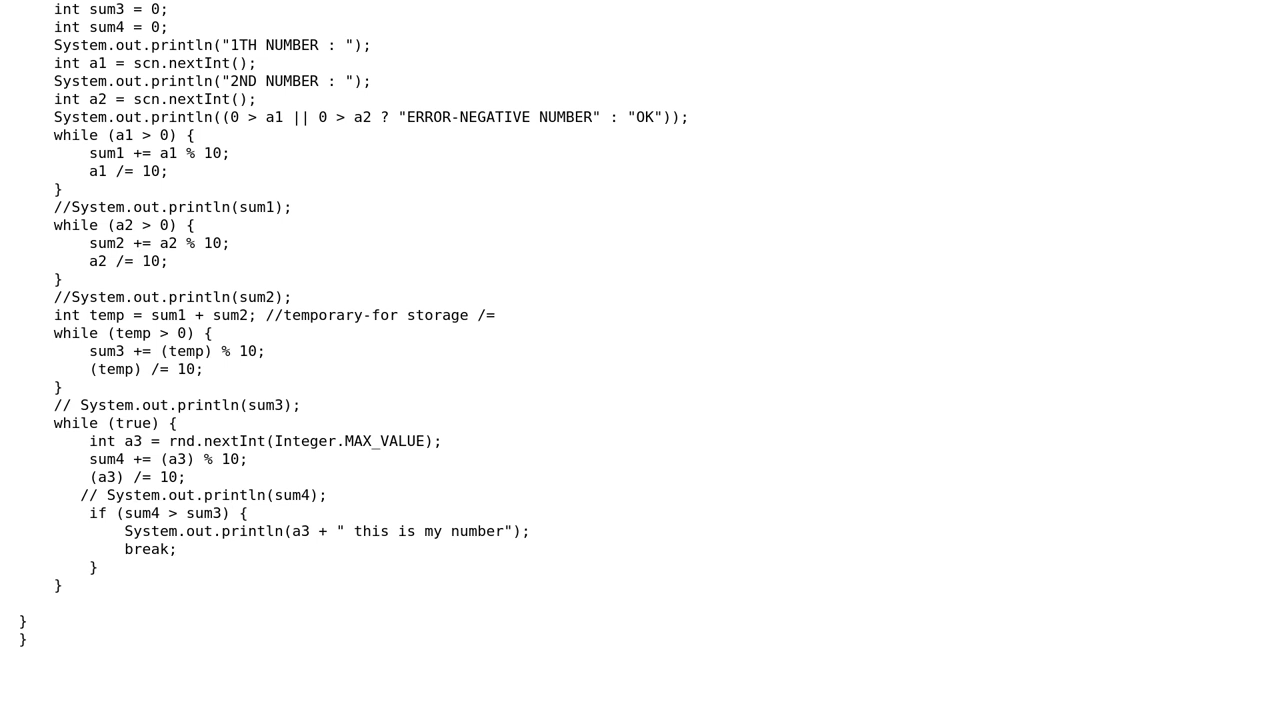 int sum3 = 0;
    int sum4 = 0;
    System.out.println("1TH NUMBER : ");
    int a1 = scn.nextInt();
    System.out.println("2ND NUMBER : ");
    int a2 = scn.nextInt();
    System.out.println((0 > a1 || 0 > a2 ? "ERROR-NEGATIVE NUMBER" : "OK"));
    while (a1 > 0) {
        sum1 += a1 % 10;
        a1 /= 10;
    }
    //System.out.println(sum1);
    while (a2 > 0) {
        sum2 += a2 % 10;
        a2 /= 10;
    }
    //System.out.println(sum2);
    int temp = sum1 + sum2; //temporary-for storage /=
    while (temp > 0) {
        sum3 += (temp) % 10;
        (temp) /= 10;
    }
    // System.out.println(sum3);
    while (true) {
        int a3 = rnd.nextInt(Integer.MAX_VALUE);
        sum4 += (a3) % 10;
        (a3) /= 10;
       // System.out.println(sum4);
        if (sum4 > sum3) {
            System.out.println(a3 + " this is my number");
            break;
        }
    }

}
}